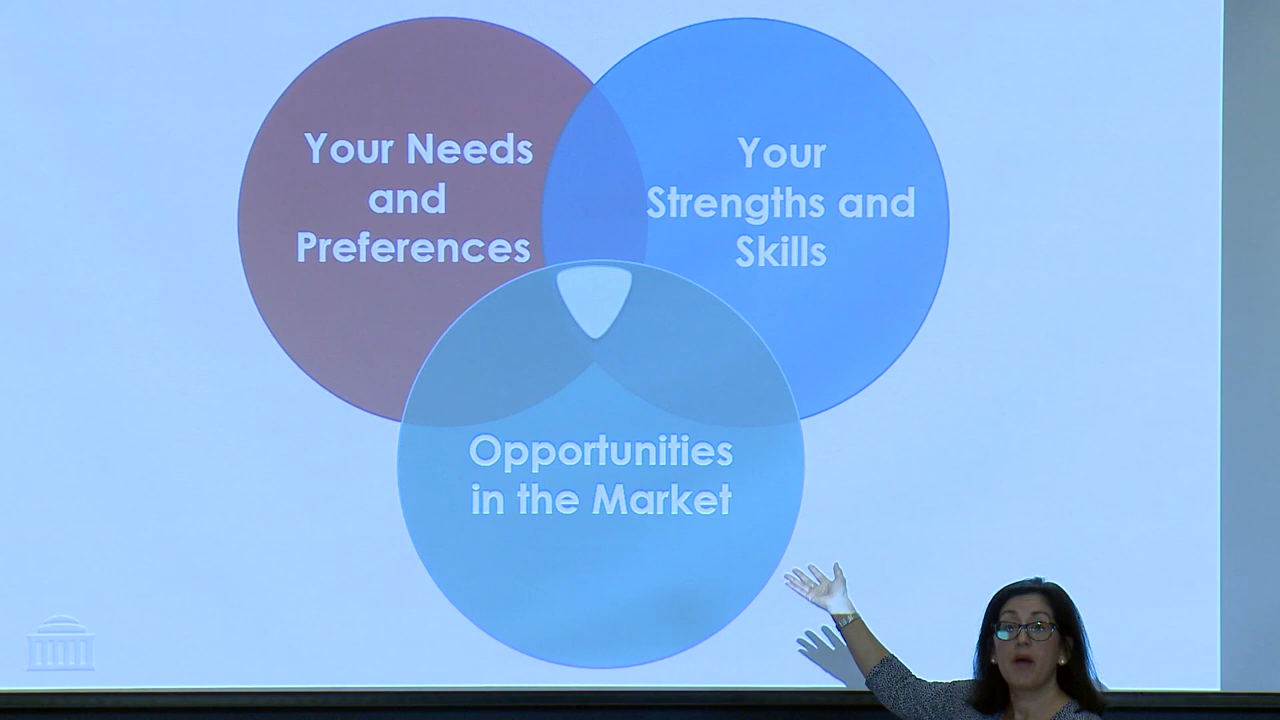 Your Needs
and
Preferences
Your
Strengths and
Skills
Opportunities
in the Market